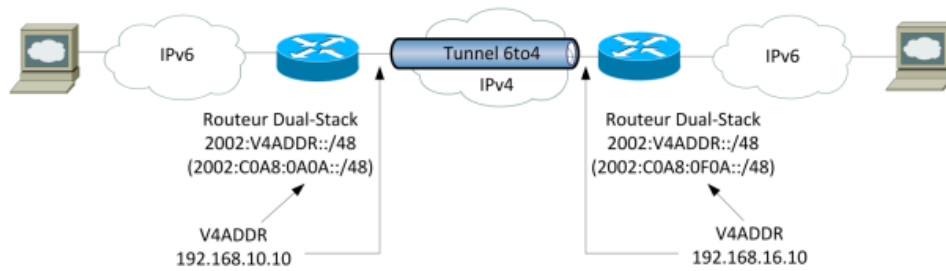 IPv6
Tunnel 6to4
IPv4
IPv6
Routeur Dual-Stack
2002:V4ADDR::/48
(2002:C0A8:0A0A::/48)
Routeur Dual-Stack
2002:V4ADDR::/48
(2002:C0A8:0F0A::/48)
V4ADDR
192.168.10.10
V4ADDR
192.168.16.10